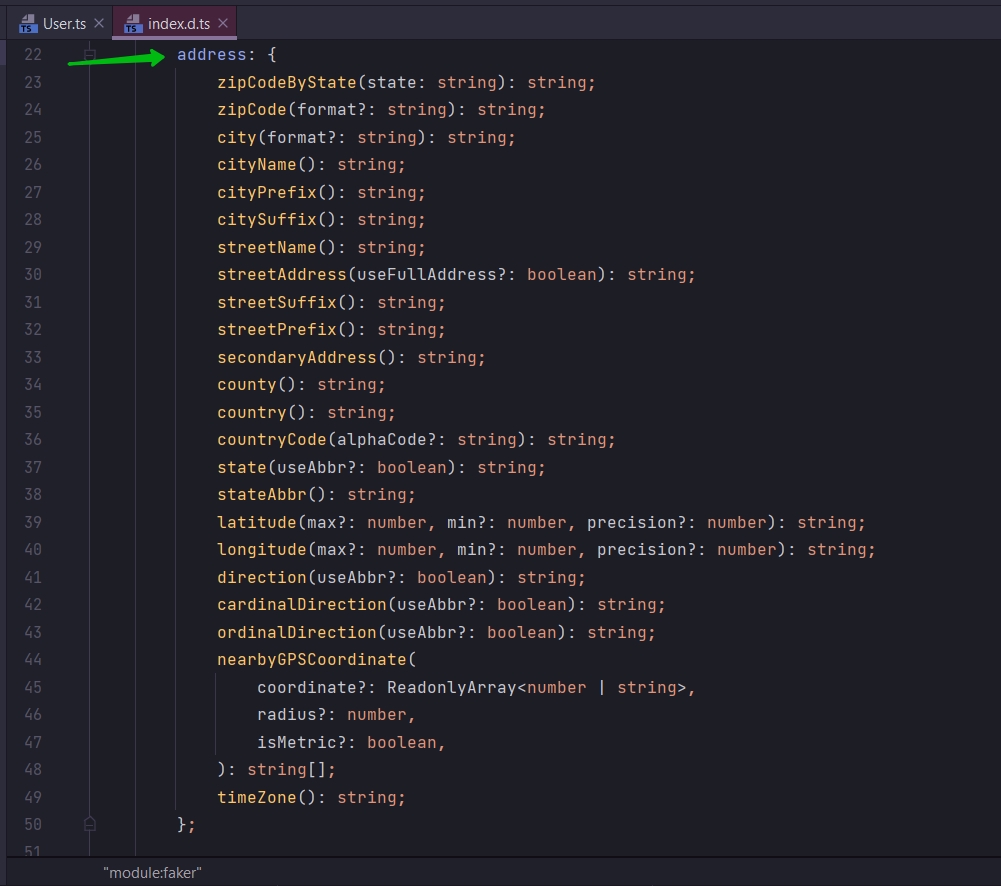 User.ts index.d.ts
22 address: {
23 zipCodeByState(state: string): string;
24 zipCode(format?: string): string;
25 city(format?: string): string;
26 cityName(): string;
27 cityPrefix(): string;
28 citySuffix(): string;
29 streetName(): string;
30 streetAddress(useFullAddress?: boolean): string;
31 streetSuffix(): string;
32 streetPrefix(): string;
33 secondaryAddress(): string;
34 county(): string;
35 country(): string;
36 countryCode(alphaCode?: string): string;
37 state(useAbbr?: boolean): string;
38 stateAbbr(): string;
39 latitude(max?: number, min?: number, precision?: number): string;
40 longitude(max?: number, min?: number, precision?: number): string;
41 direction(useAbbr?: boolean): string;
42 cardinalDirection(useAbbr?: boolean): string;
43 ordinalDirection(useAbbr?: boolean): string;
44 nearbyGPSCoordinate(
45 coordinate?: ReadonlyArray<number | string>,
46 radius?: number,
47 isMetric?: boolean,
48 ): string[];
49 timeZone(): string;
50 };
51
"module:faker"